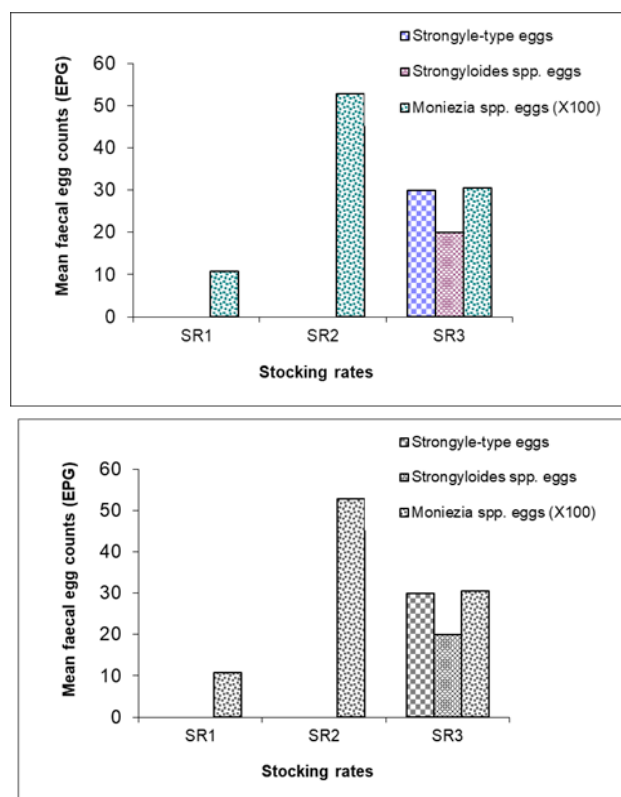 Strongyle-type eggs
Strongyloides spp. eggs
Moniezia spp. eggs (X100)
Mean faecal egg counts (EPG)
60
50
40
30
20
10
0
SR1 SR2 SR3
Stocking rates
Strongyle-type eggs
Strongyloides spp. eggs
Moniezia spp. eggs (X100)
Mean faecal egg counts (EPG)
60
50
40
30
20
10
0
SR1 SR2 SR3
Stocking rates